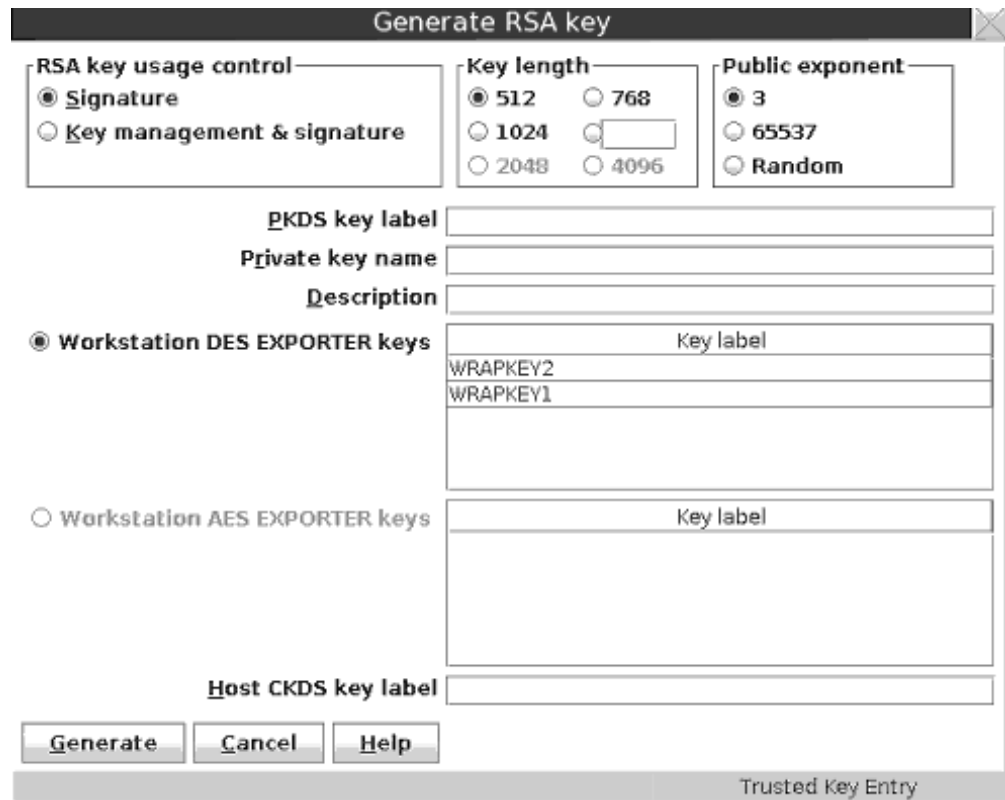 Generate RSA key
RSA key usage control
Signature
Key management & signature
Key length
512 768
1024
2048 4096
Public exponent
3
65537
Random
PKDS key label
Private key name
Description
Workstation DES EXPORTER keys
Key label
WRAPKEY2
WRAPKEY1
Workstation AES EXPORTER keys
Key label
Host CKDS key label
Generate Cancel Help
Trusted Key Entry